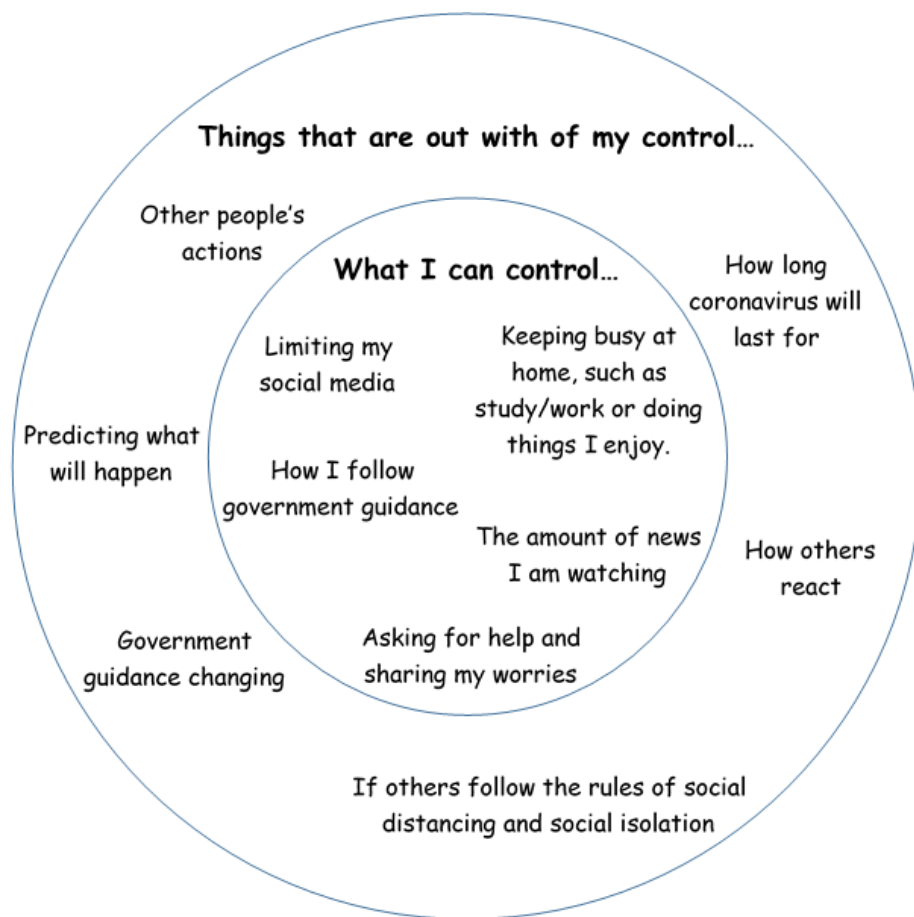 Things that are out with of my control…
Other people's
actions
What I can control…
How long
coronavirus will
last for
Limiting my
social media
Keeping busy at
home, such as
study/work or doing
things I enjoy.
Predicting what
will happen
How I follow
government guidance
The amount of news
I am watching
How others
react
Government
guidance changing
Asking for help and
sharing my worries
If others follow the rules of social
distancing and social isolation